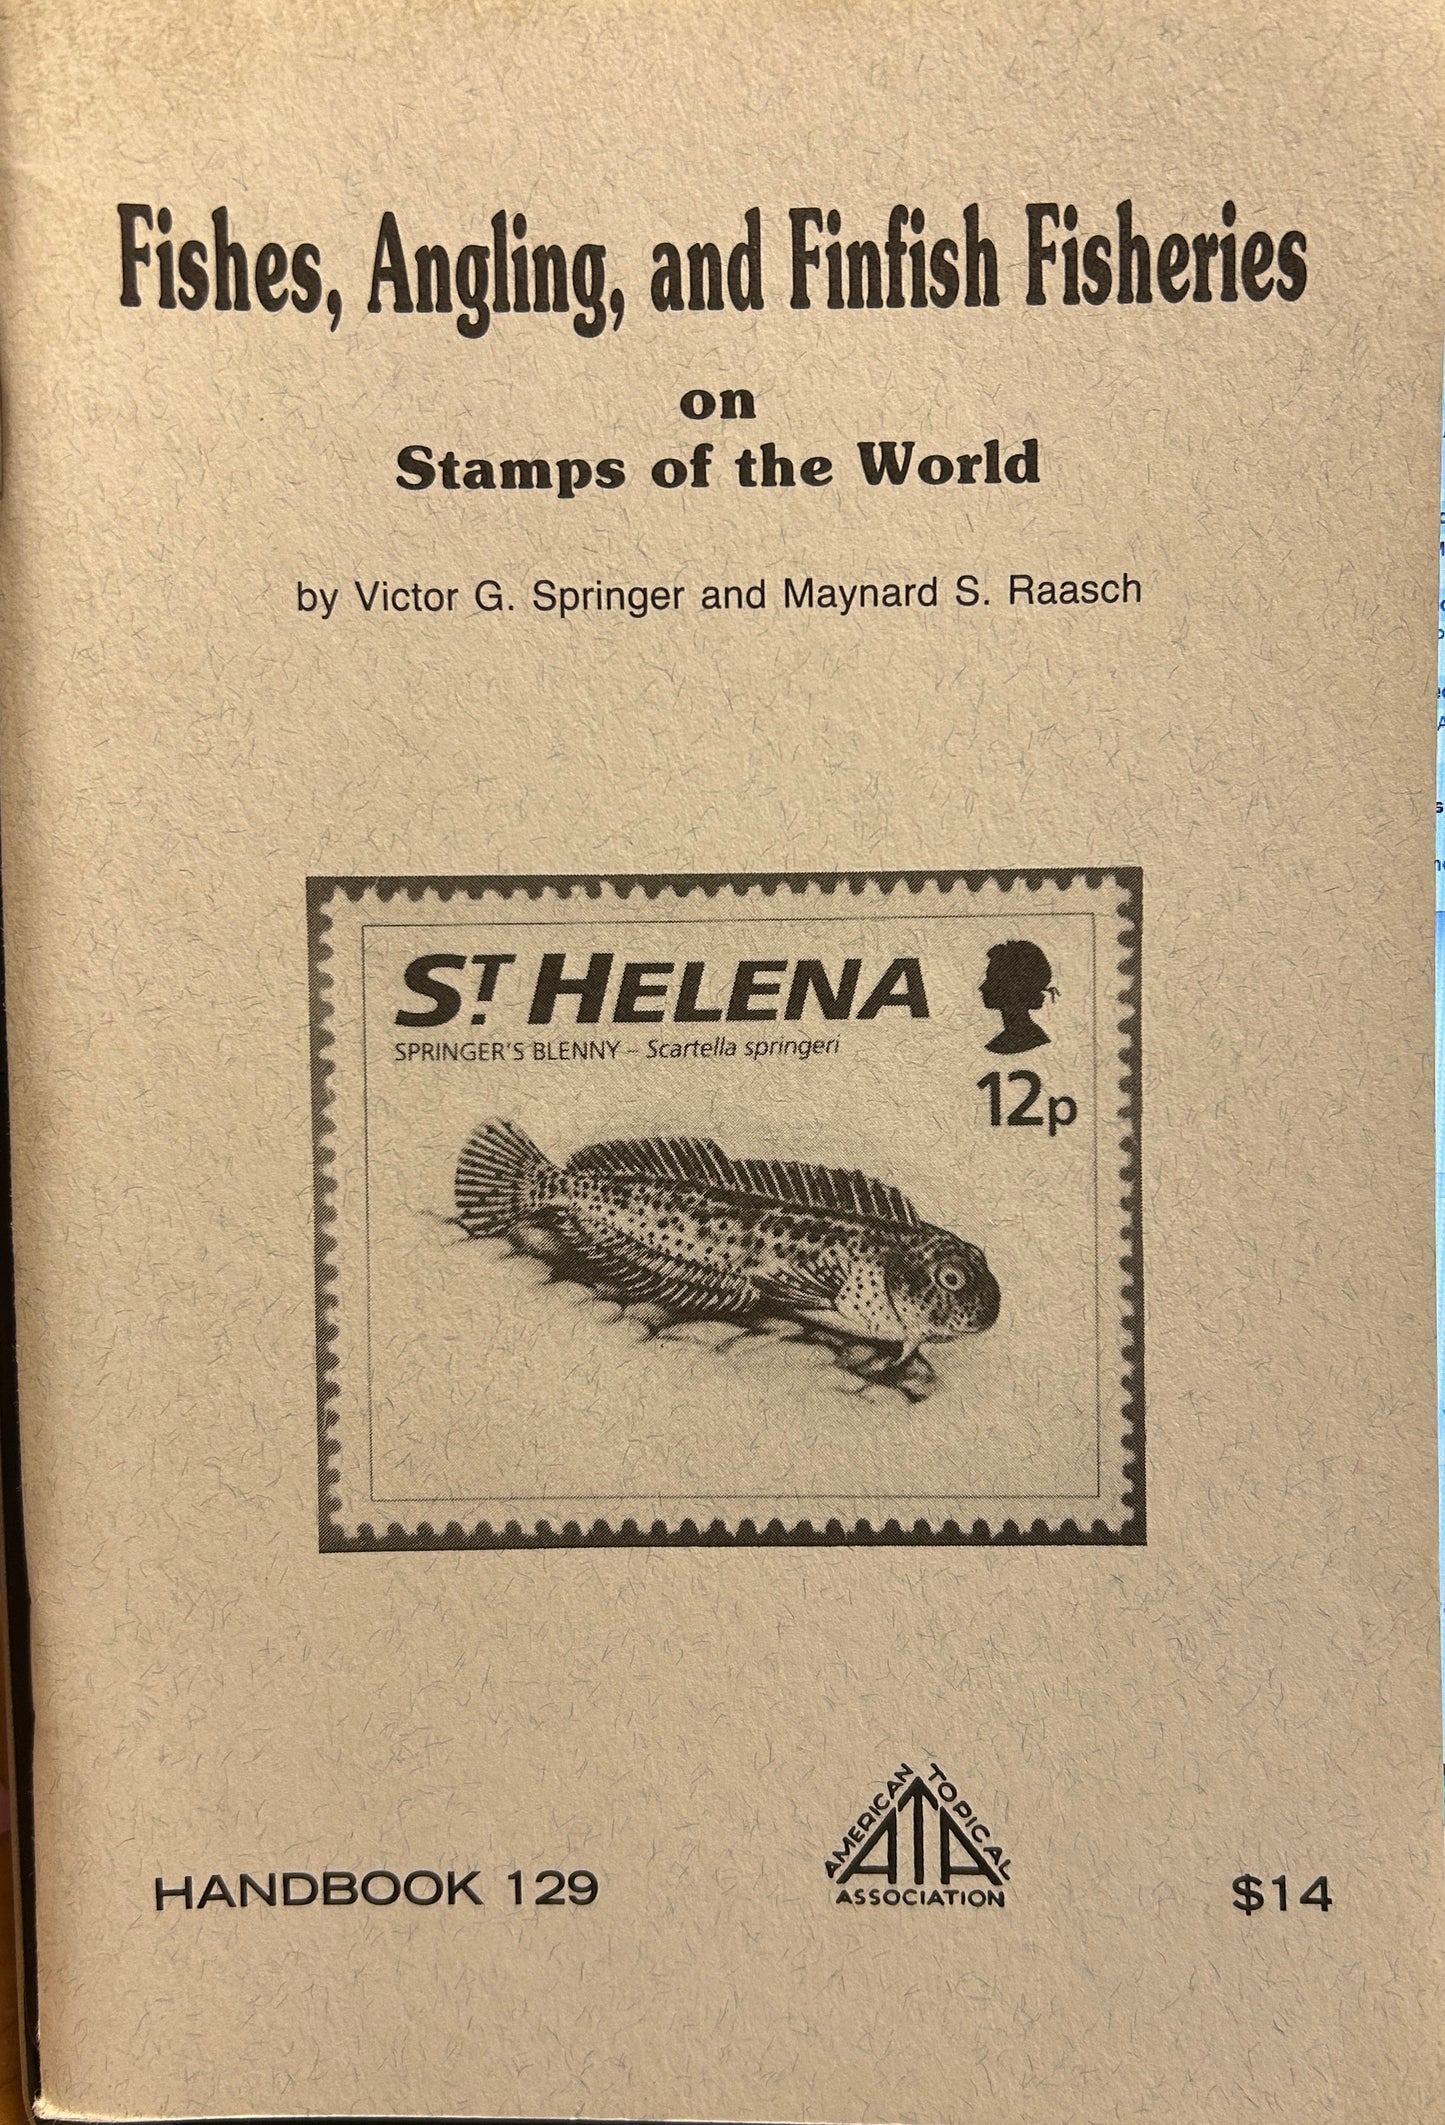 Fishes, Angling, and Finfish Fisheries
on
Stamps of the World
by Victor G. Springer and Maynard S. Raasch
ST HELENA
SPRINGER'S BLENNY – Scartella springeri
12p
HANDBOOK 129
AMERICAN TOPICAL
ATA
ASSOCIATION
$14